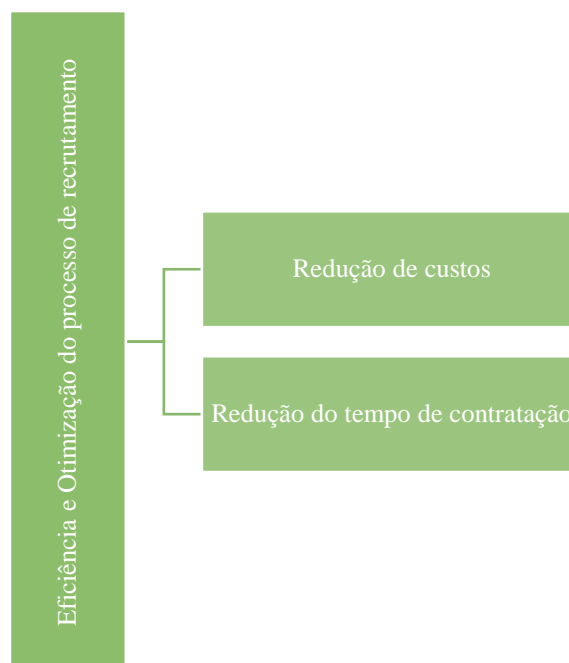 Eficiência e Otimização do processo de recrutamento
Redução de custos
Redução do tempo de contratação